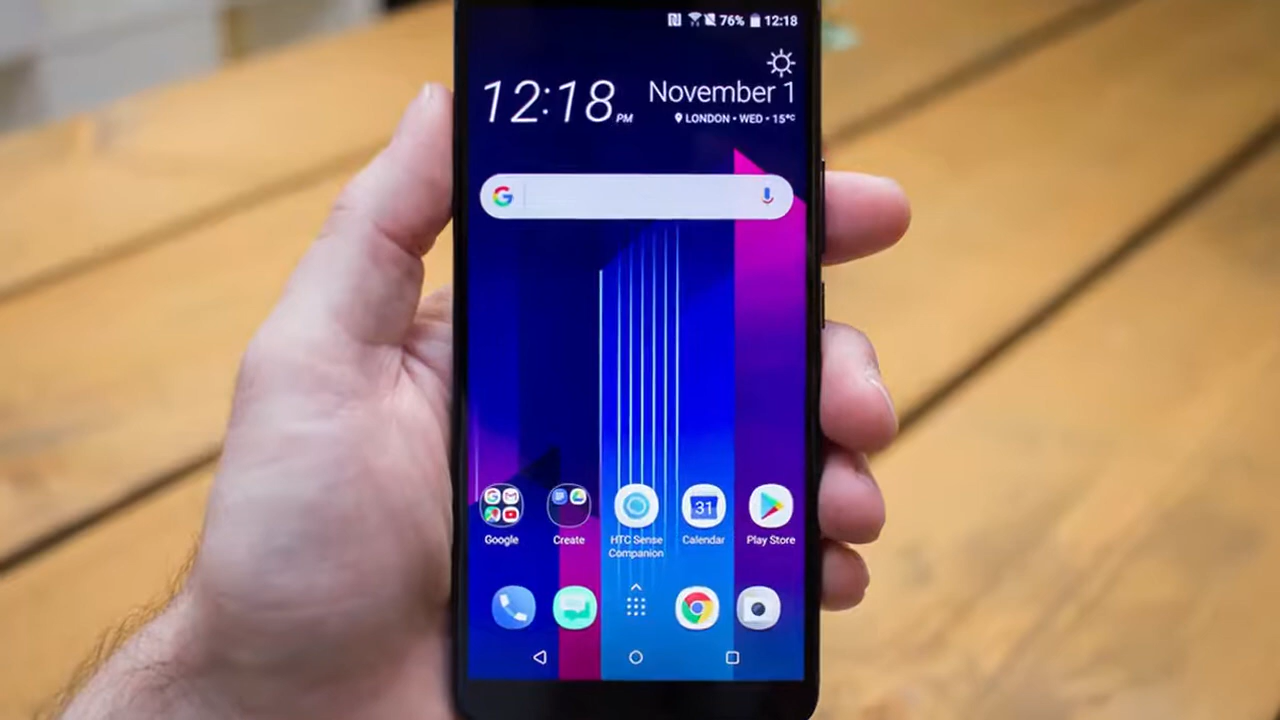 76% 12:18
12:18 PM
November 1
LONDON • WED • 15°C
31
Google Create HTC Sense Companion Calendar Play Store